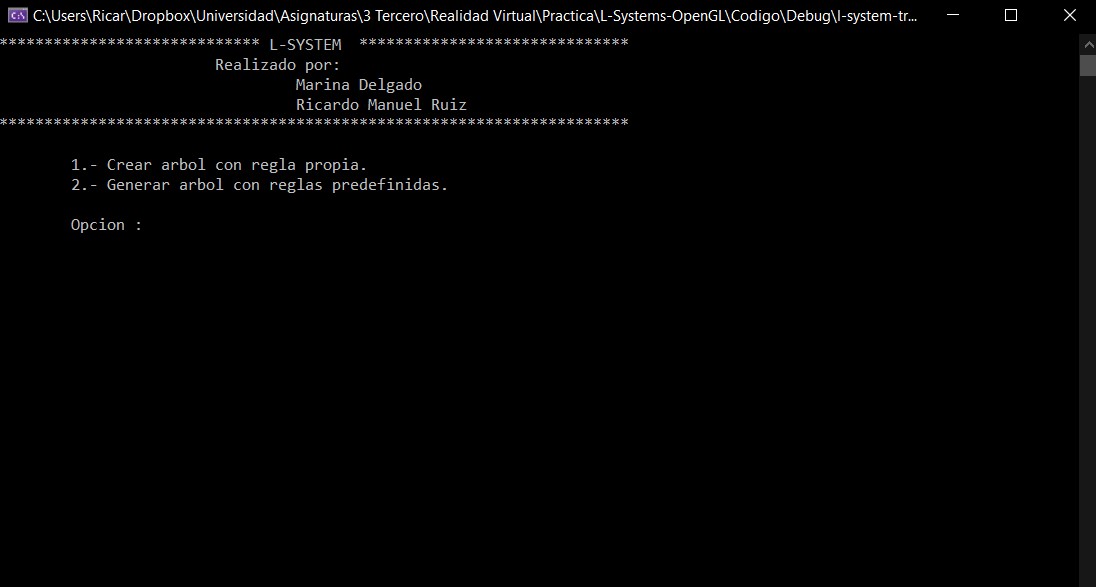 C:\Users\Ricar\Dropbox\Universidad\Asignaturas\3 Tercero\Realidad Virtual\Practica\L-Systems-OpenGL\Codigo\Debug\l-system-tr...
***************************** L-SYSTEM  ******************************
Realizado por:
Marina Delgado
Ricardo Manuel Ruiz
**********************************************************************
1.- Crear arbol con regla propia.
2.- Generar arbol con reglas predefinidas.
Opcion :